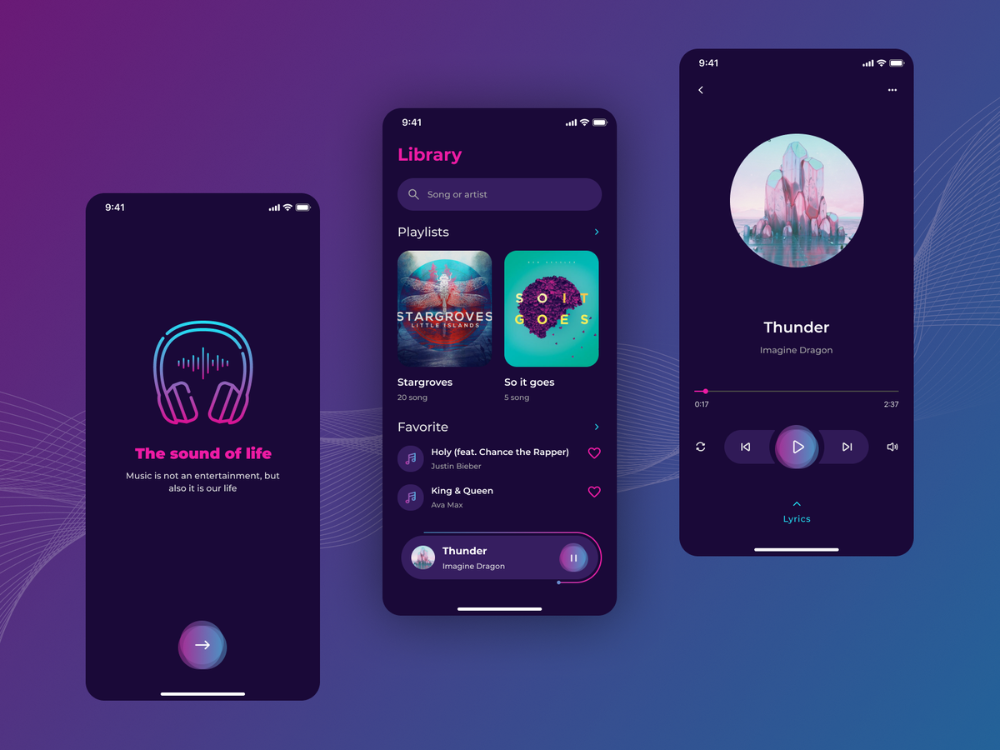 9:41
The sound of life
Music is not an entertainment, but
also it is our life
9:41
Library
Song or artist
Playlists
STARGROVES
LITTLE ISLANDS
SO IT
GOES
Stargroves
20 song
So it goes
5 song
Favorite
Holy (feat. Chance the Rapper)
Justin Bieber
King & Queen
Ava Max
Thunder
Imagine Dragon
9:41
Thunder
Imagine Dragon
0:17
2:37
Lyrics